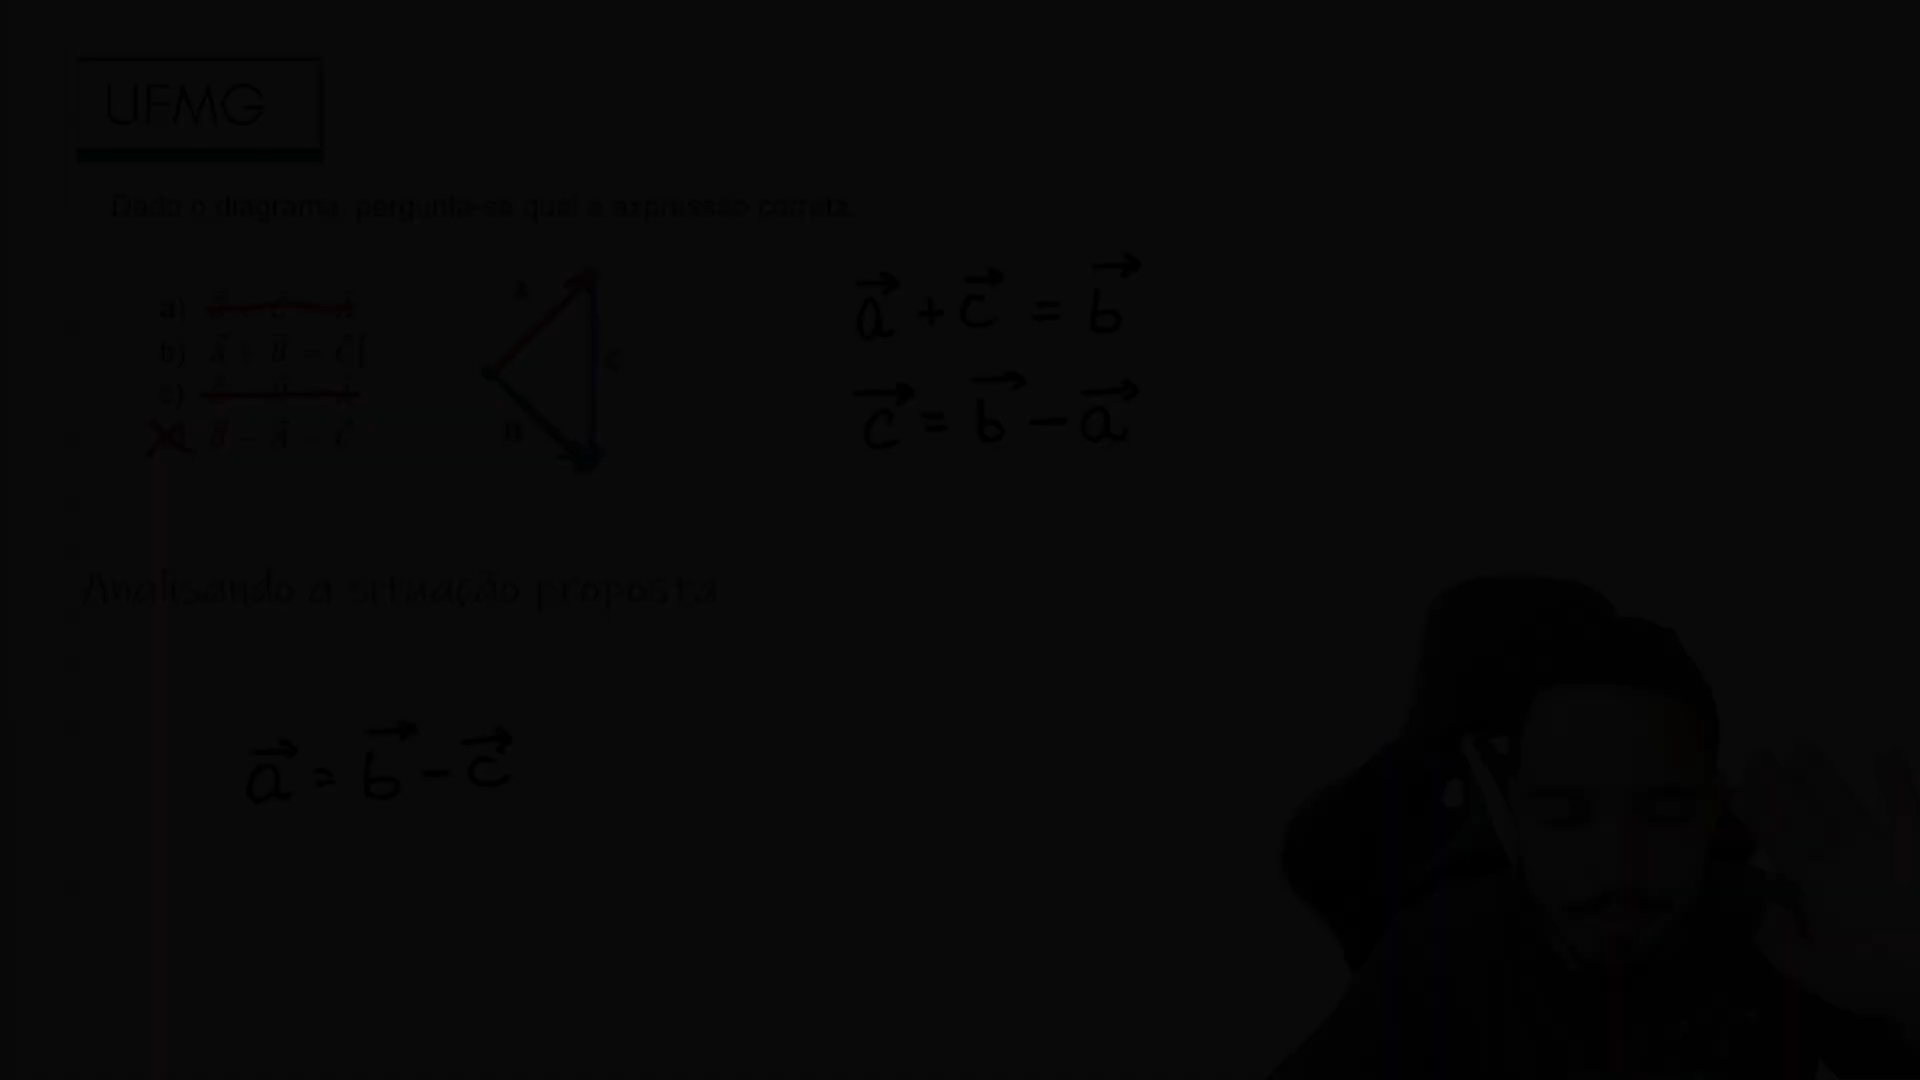 UFMG
Dado o diagrama, pergunta-se qual a expressão correta.
a)
A
b) A + B = C
C
c)
d B - A = C
B
a + c = b
c = b - a
Analisando a situação proposta
a = b - c